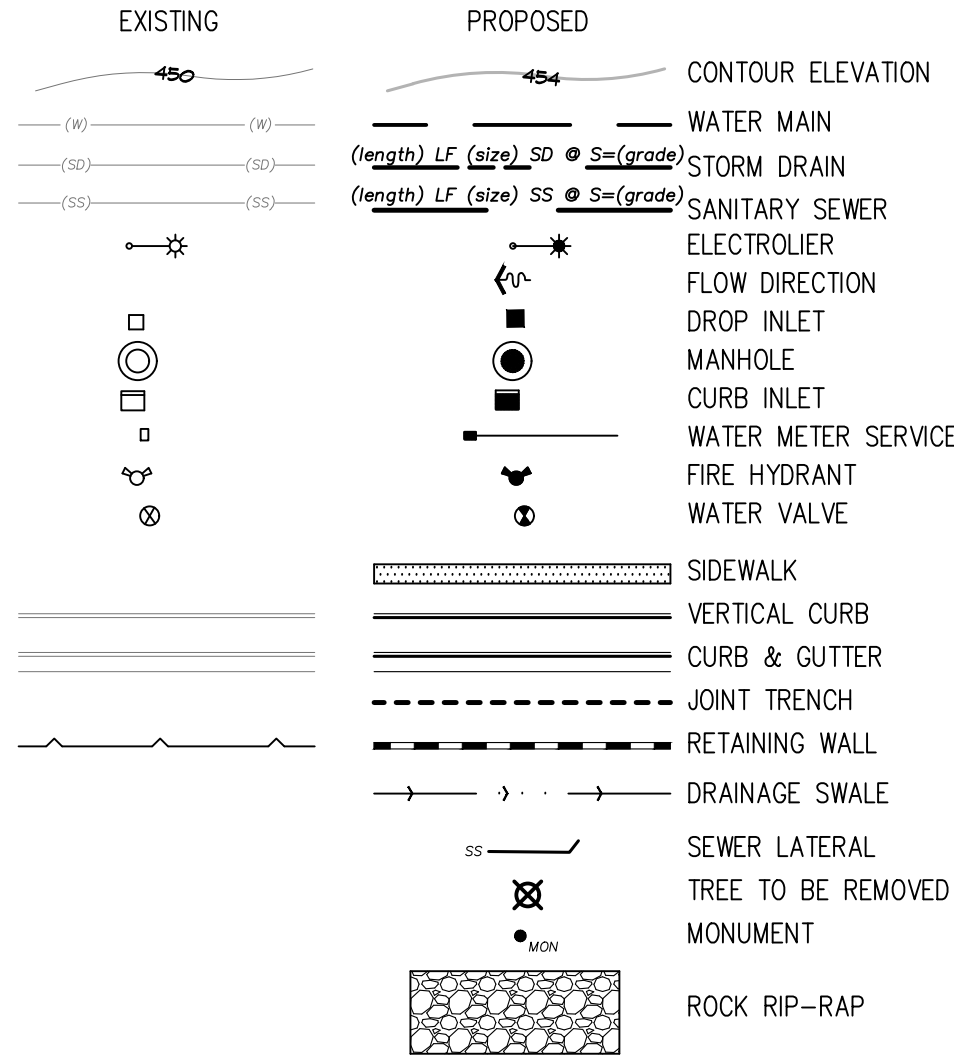 EXISTING PROPOSED
450 454 CONTOUR ELEVATION
(W) (W) WATER MAIN
(length) LF (size) SD @ S=(grade)
(SD) (SD) STORM DRAIN
(length) LF (size) SS @ S=(grade)
(SS) (SS) SANITARY SEWER
ELECTROLIER
FLOW DIRECTION
DROP INLET
MANHOLE
CURB INLET
WATER METER SERVICE
FIRE HYDRANT
WATER VALVE
SIDEWALK
VERTICAL CURB
CURB & GUTTER
JOINT TRENCH
RETAINING WALL
DRAINAGE SWALE
SS SEWER LATERAL
TREE TO BE REMOVED
MON MONUMENT
ROCK RIP-RAP